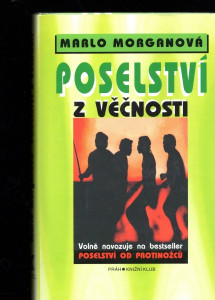 MARLO MORGANOVÁ
POSELSTVÍ
Z VĚČNOSTI
Volně navazuje na bestseller
POSELSTVÍ OD PROTINOŽCŮ
PRÁH • KNIŽNÍ KLUB